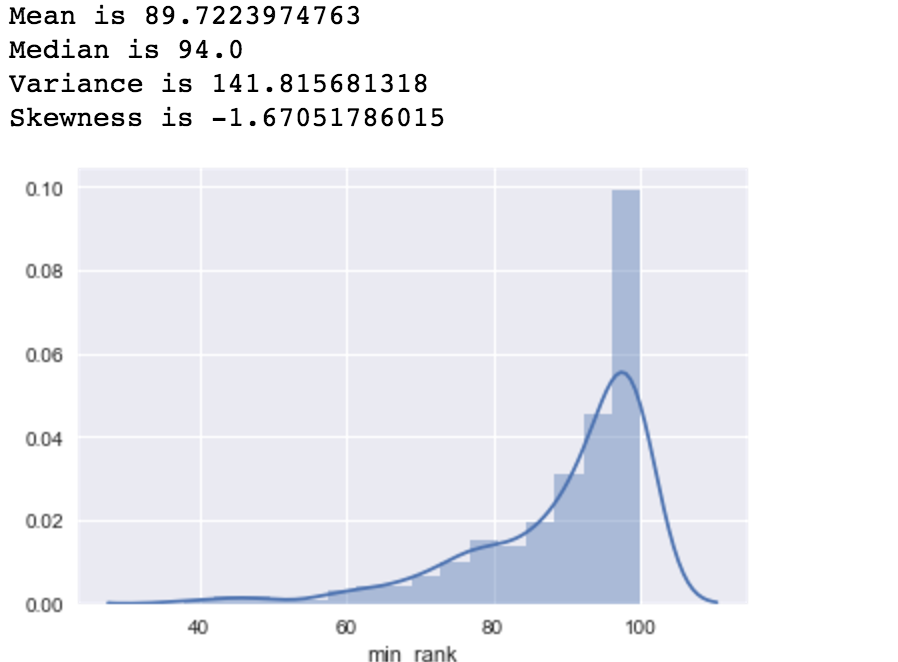 Mean is 89.7223974763
Median is 94.0
Variance is 141.815681318
Skewness is -1.67051786015
0.10
0.08
0.06
0.04
0.02
0.00
40 60 80 100
min_rank